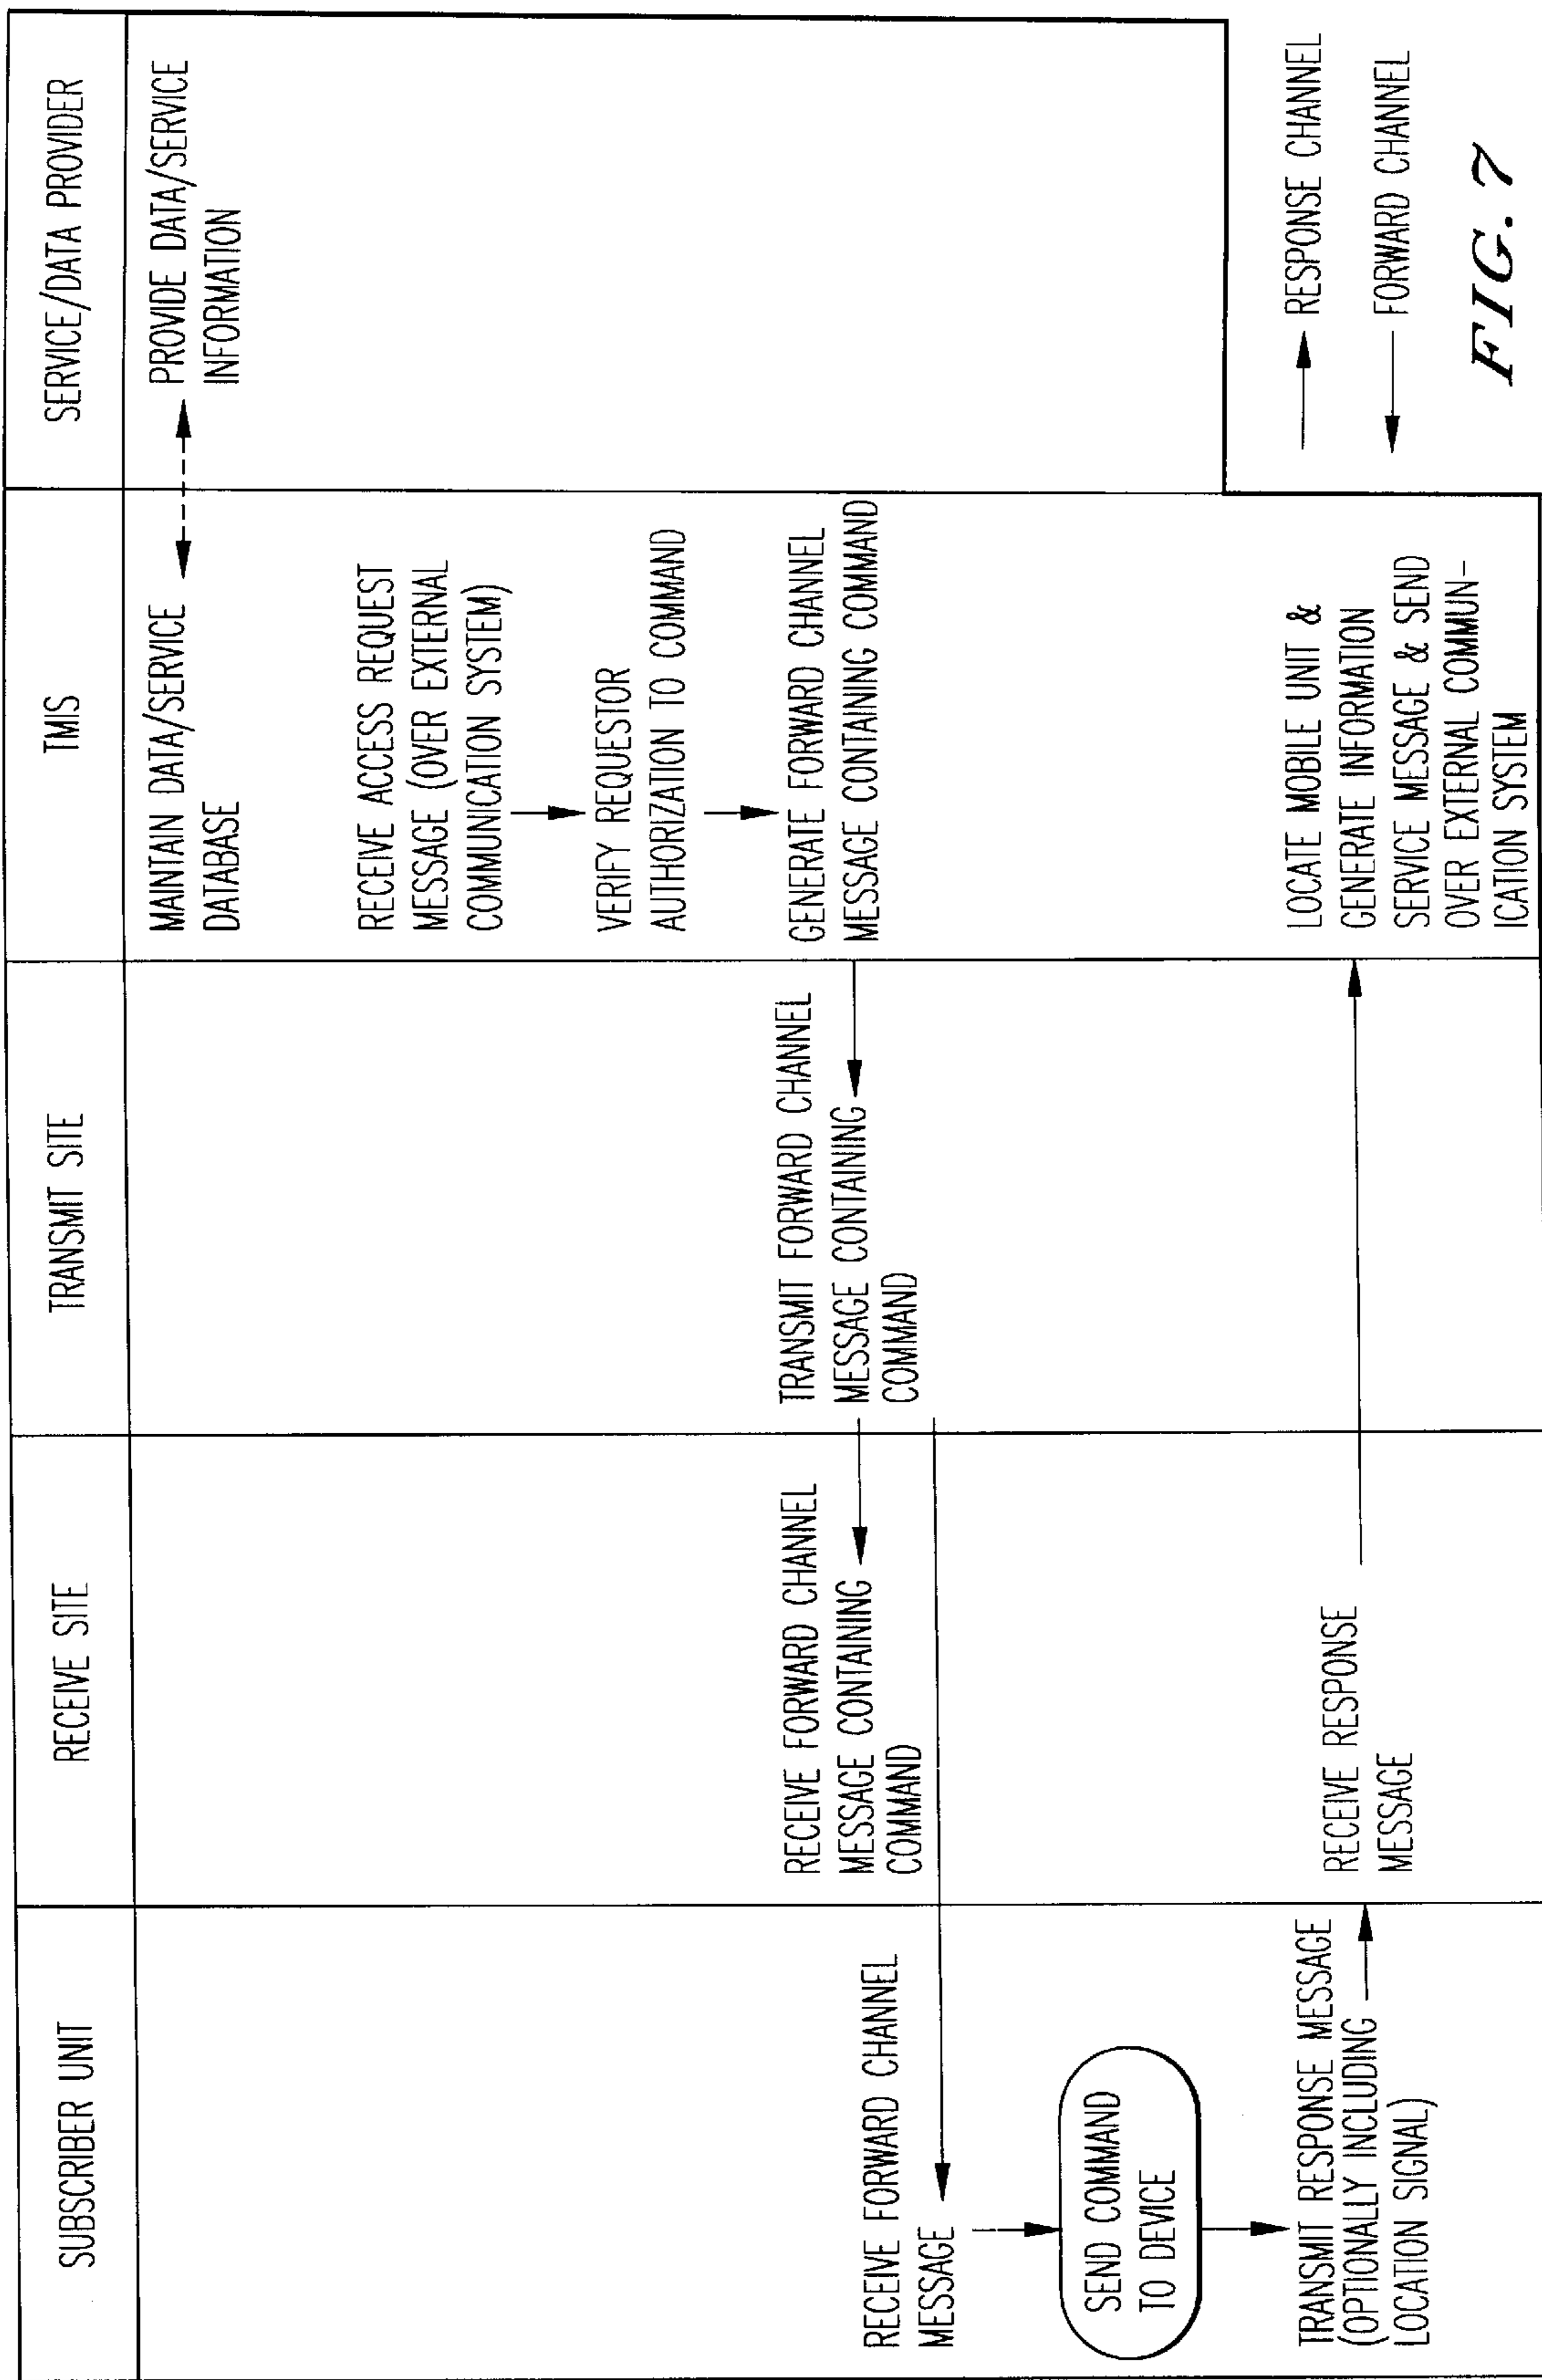 SUBSCRIBER UNIT
RECEIVE SITE
TRANSMIT SITE
TMIS
SERVICE/DATA PROVIDER
MAINTAIN DATA/SERVICE
DATABASE
PROVIDE DATA/SERVICE
INFORMATION
RECEIVE ACCESS REQUEST
MESSAGE (OVER EXTERNAL
COMMUNICATION SYSTEM)
VERIFY REQUESTOR
AUTHORIZATION TO COMMAND
GENERATE FORWARD CHANNEL
MESSAGE CONTAINING COMMAND
TRANSMIT FORWARD CHANNEL
MESSAGE CONTAINING
COMMAND
RECEIVE FORWARD CHANNEL
MESSAGE CONTAINING
COMMAND
RECEIVE FORWARD CHANNEL
MESSAGE
SEND COMMAND
TO DEVICE
TRANSMIT RESPONSE MESSAGE
(OPTIONALLY INCLUDING
LOCATION SIGNAL)
RECEIVE RESPONSE
MESSAGE
LOCATE MOBILE UNIT &
GENERATE INFORMATION
SERVICE MESSAGE & SEND
OVER EXTERNAL COMMUN-
ICATION SYSTEM
RESPONSE CHANNEL
FORWARD CHANNEL
FIG. 7